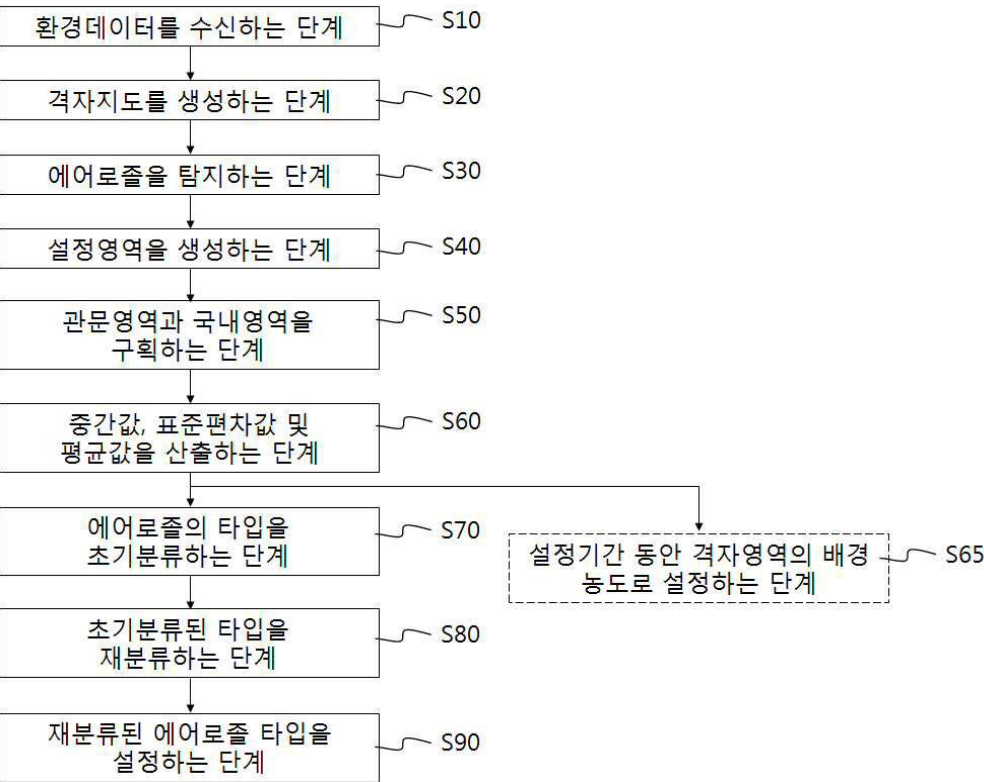 환경데이터를 수신하는 단계
S10
격자지도를 생성하는 단계
S20
에어로졸을 탐지하는 단계
S30
설정영역을 생성하는 단계
S40
관문영역과 국내영역을
구획하는 단계
S50
중간값, 표준편차값 및
평균값을 산출하는 단계
S60
에어로졸의 타입을
초기분류하는 단계
S70
설정기간 동안 격자영역의 배경
농도로 설정하는 단계
S65
초기분류된 타입을
재분류하는 단계
S80
재분류된 에어로졸 타입을
설정하는 단계
S90